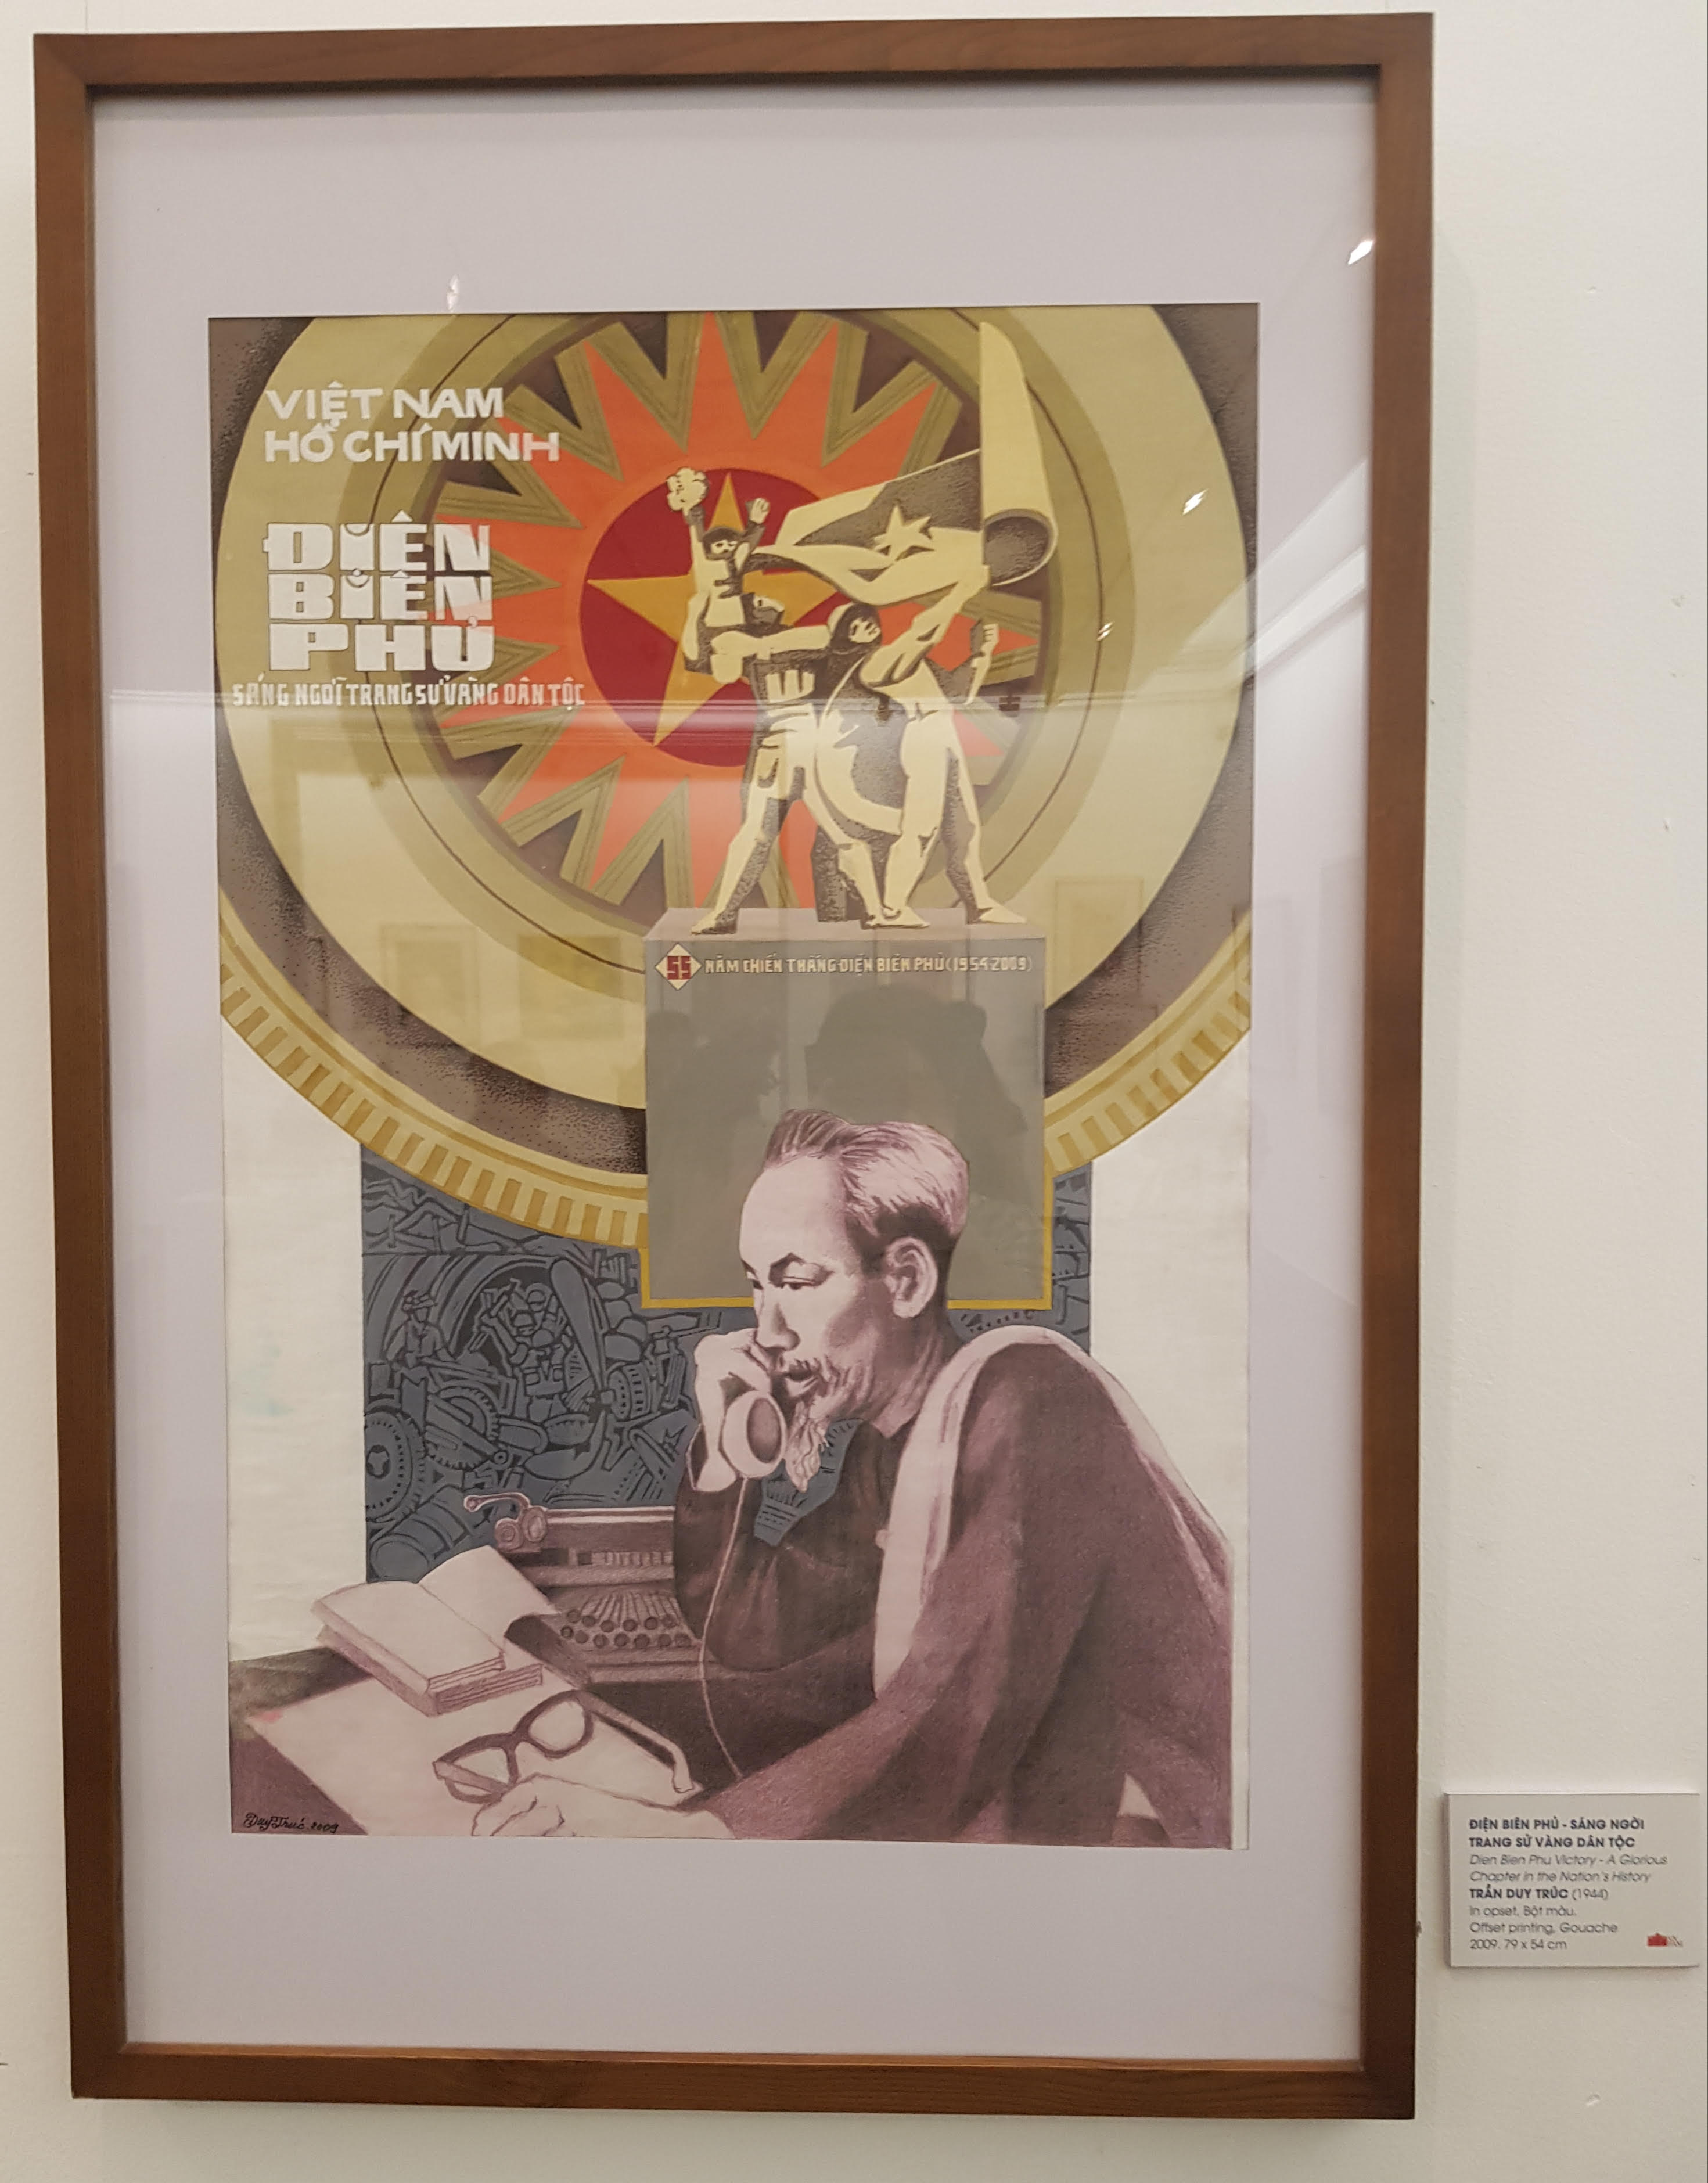 VIỆT NAM
HỒ CHÍ MINH
ĐIỆN
BIÊN
PHỦ
SÁNG NGỜI TRANG SỬ VÀNG DÂN TỘC
55 NĂM CHIẾN THẮNG ĐIỆN BIÊN PHỦ (1954-2009)
DuyTrúc 2009
ĐIỆN BIÊN PHỦ - SÁNG NGỜI
TRANG SỬ VÀNG DÂN TỘC
Dien Bien Phu Victory - A Glorious
Chapter in the Nation's History
TRẦN DUY TRÚC (1944)
In opset, Bột màu.
Offset printing, Gouache
2009. 79 x 54 cm